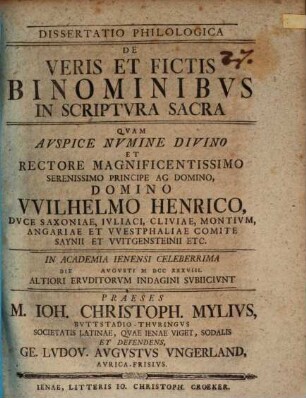 DISSERTATIO PHILOLOGICA
DE
VERIS ET FICTIS
BINOMINIBVS
IN SCRIPTVRA SACRA
QVAM
AVSPICE NVMINE DIVINO
ET
RECTORE MAGNIFICENTISSIMO
SERENISSIMO PRINCIPE AC DOMINO,
DOMINO
VVILHELMO HENRICO,
DVCE SAXONIAE, IVLIACI, CLIVIAE, MONTIVM,
ANGARIAE ET VVESTPHALIAE COMITE
SAYNII ET VVITGENSTEINII ETC.
IN ACADEMIA IENENSI CELEBERRIMA
DIE AVGVSTI M DCC XXXVIII.
ALTIORI ERVDITORVM INDAGINI SVBIICIVNT
PRAESES
M. IOH. CHRISTOPH. MYLIVS,
BVTTSTADIO-THVRINGVS
SOCIETATIS LATINAE, QVAE IENAE VIGET, SODALIS
ET DEFENDENS,
GE. LVDOV. AVGVSTVS VNGERLAND,
AVRICA-FRISIVS.
IENAE, LITTERIS IO. CHRISTOPH. CROEKER.